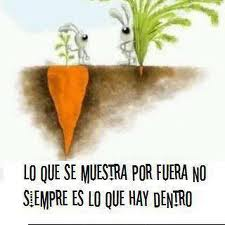 LO QUE SE MUESTRA POR FUERA NO
SIEMPRE ES LO QUE HAY DENTRO